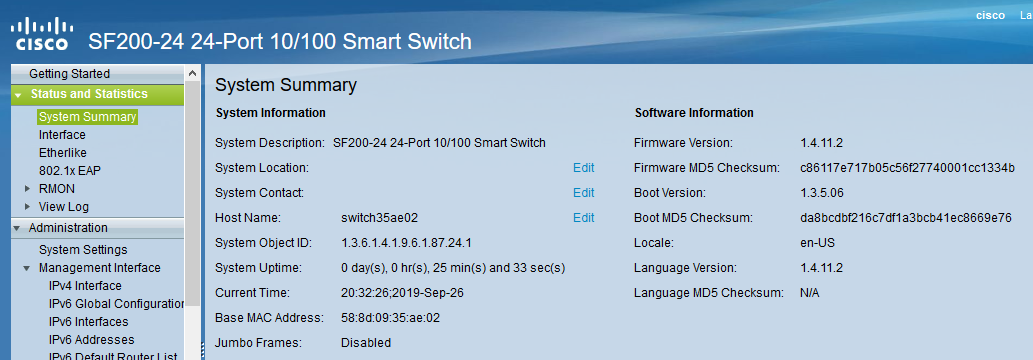 cisco La
CISCO SF200-24 24-Port 10/100 Smart Switch
Getting Started
Status and Statistics
System Summary
Interface
Etherlike
802.1x EAP
RMON
View Log
Administration
System Settings
Management Interface
IPv4 Interface
IPv6 Global Configuration
IPv6 Interfaces
IPv6 Addresses
IPv6 Default Router List
System Summary
System Information
System Description: SF200-24 24-Port 10/100 Smart Switch
System Location: Edit
System Contact: Edit
Host Name: switch35ae02 Edit
System Object ID: 1.3.6.1.4.1.9.6.1.87.24.1
System Uptime: 0 day(s), 0 hr(s), 25 min(s) and 33 sec(s)
Current Time: 20:32:26;2019-Sep-26
Base MAC Address: 58:8d:09:35:ae:02
Jumbo Frames: Disabled
Software Information
Firmware Version: 1.4.11.2
Firmware MD5 Checksum: c86117e717b05c56f27740001cc1334b
Boot Version: 1.3.5.06
Boot MD5 Checksum: da8bcdbf216c7df1a3bcb41ec8669e76
Locale: en-US
Language Version: 1.4.11.2
Language MD5 Checksum: N/A